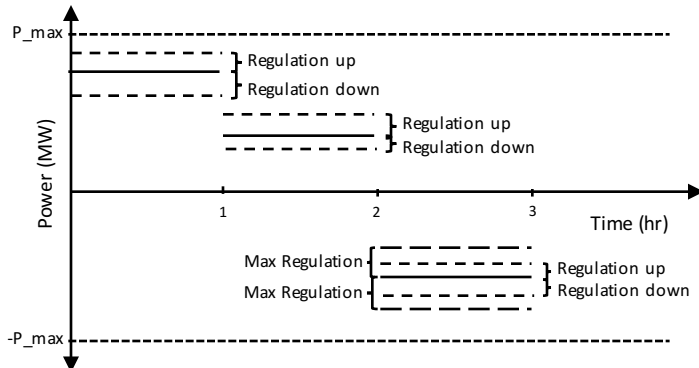 P_max
Regulation up
Regulation down
Regulation up
Regulation down
Power (MW)
1
2
3
Time (hr)
Max Regulation
Regulation up
Max Regulation
Regulation down
-P_max